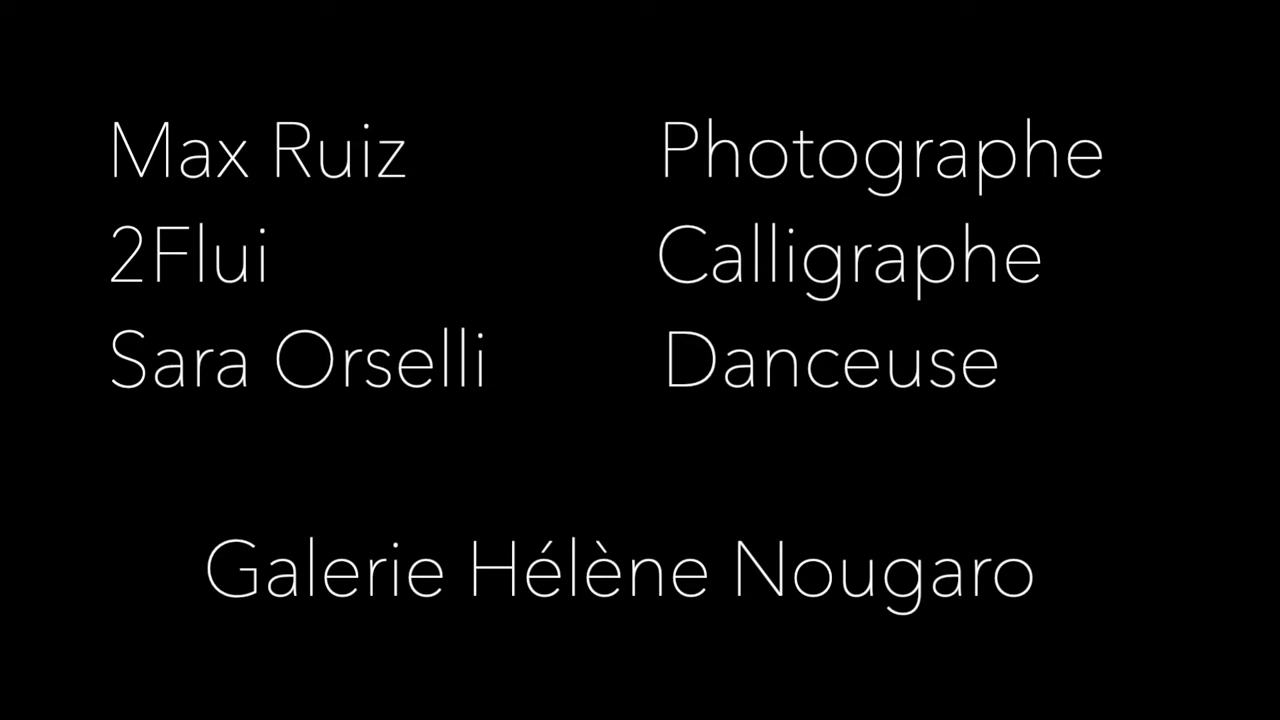 Max Ruiz Photographe
2Flui Calligraphe
Sara Orselli Danceuse
Galerie Hélène Nougaro